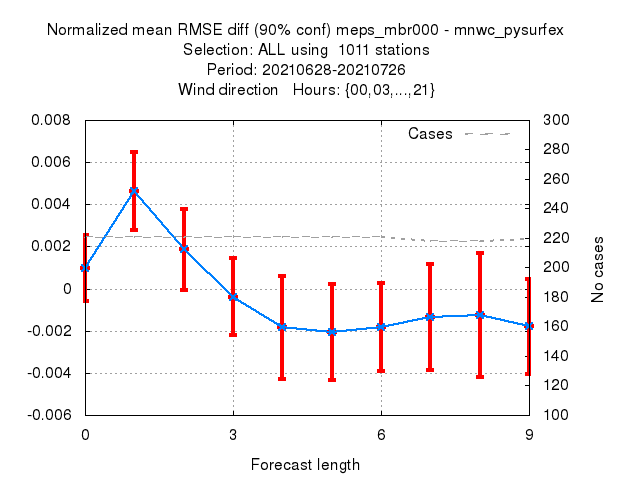 Normalized mean RMSE diff (90% conf) meps_mbr000 - mnwc_pysurfex
Selection: ALL using  1011 stations
Period: 20210628-20210726
Wind direction   Hours: {00,03,...,21}
Cases
0.008
0.006
0.004
0.002
0
-0.002
-0.004
-0.006
300
280
260
240
220
200
180
160
140
120
100
No cases
0 3 6 9
Forecast length